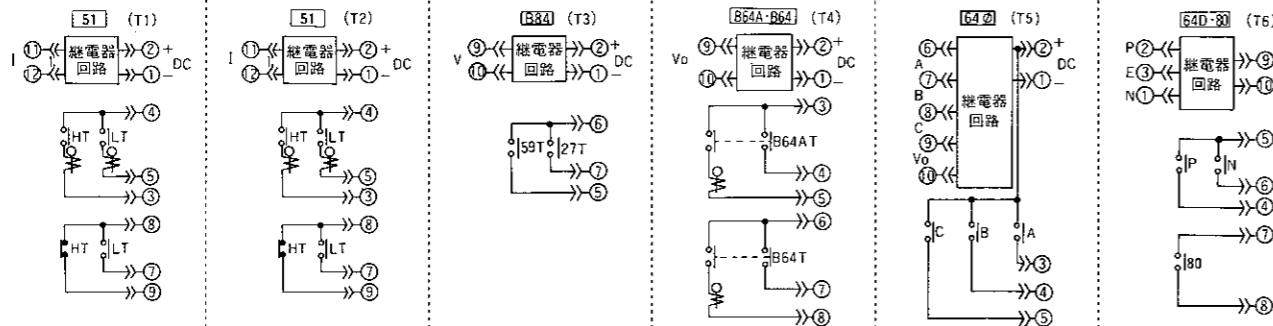 51 (T1)
I
⑪ 継電器 ② +
⑫ 回路 ① − DC
④
HT LT
⑤
③
⑧
HT LT
⑦
⑨
51 (T2)
I
⑪ 継電器 ② +
⑫ 回路 ① − DC
④
HT LT
⑤
③
⑧
HT LT
⑦
⑨
B84 (T3)
V
⑨ 継電器 ② +
⑩ 回路 ① − DC
⑥
59T 27T
⑦
⑤
B64A·B64 (T4)
Vo
⑨ 継電器 ② +
⑩ 回路 ① − DC
③
B64AT
④
⑤
⑥
B64T
⑦
⑧
64Ø (T5)
⑥ ② +
A DC
⑦ ① −
B
⑧ 継電器
C 回路
⑨
Vo
⑩
C B A
③
④
⑤
64D-80 (T6)
P② ⑨
E③ 継電器
N① 回路 ⑩
⑤
P N
⑥
④
⑦
80
⑧